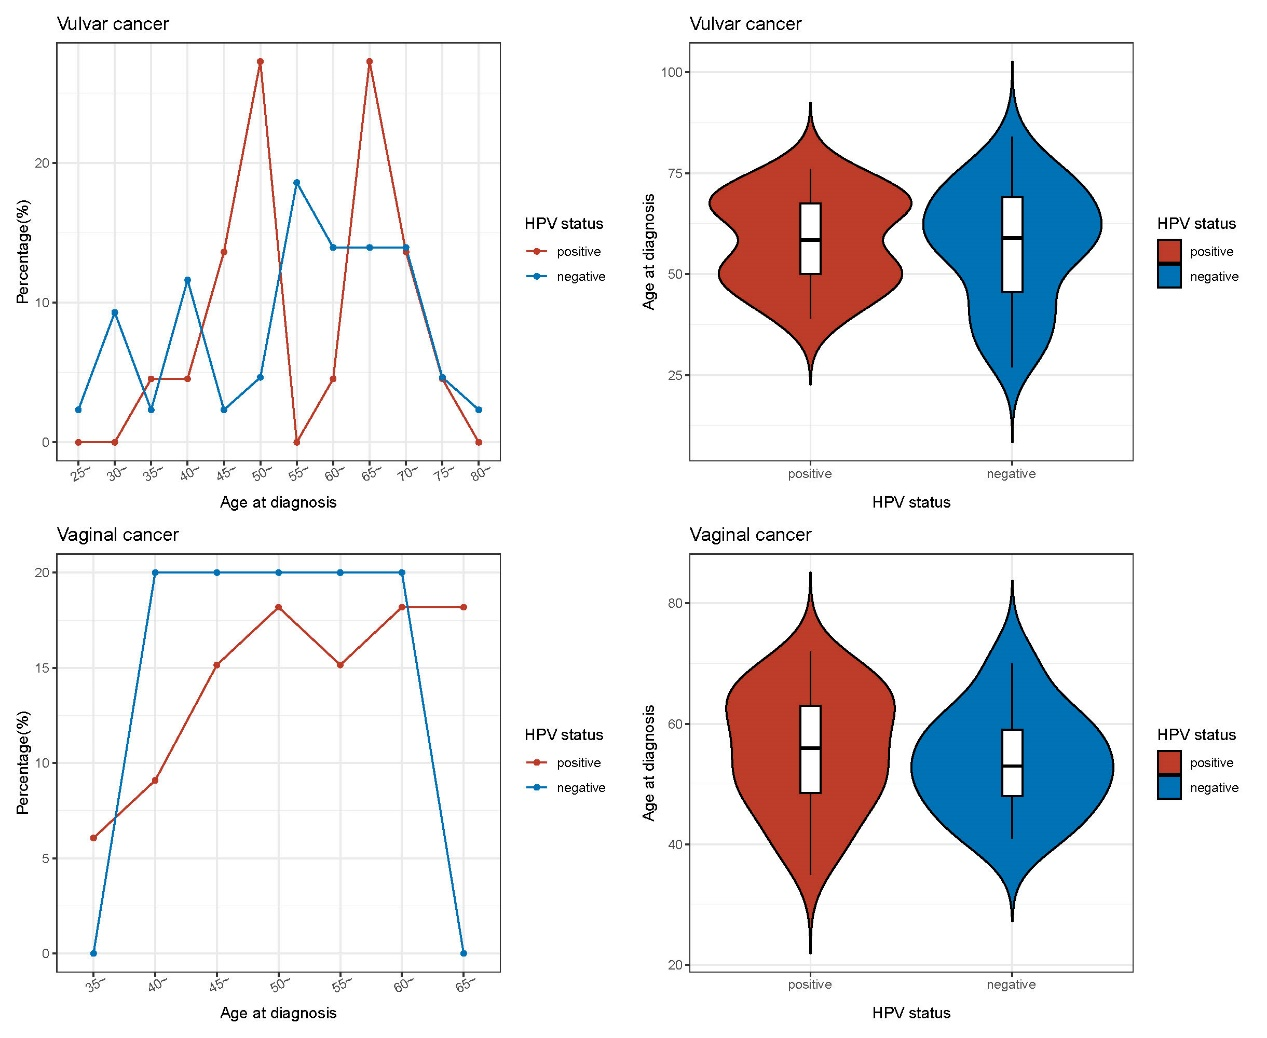 Vulvar cancer
Percentage(%)
20
10
0
25~ 30~ 35~ 40~ 45~ 50~ 55~ 60~ 65~ 70~ 75~ 80~
Age at diagnosis
HPV status
positive
negative
Vulvar cancer
Age at diagnosis
100
75
50
25
positive negative
HPV status
HPV status
positive
negative
Vaginal cancer
Percentage(%)
20
15
10
5
0
35~ 40~ 45~ 50~ 55~ 60~ 65~
Age at diagnosis
HPV status
positive
negative
Vaginal cancer
Age at diagnosis
80
60
40
20
positive negative
HPV status
HPV status
positive
negative